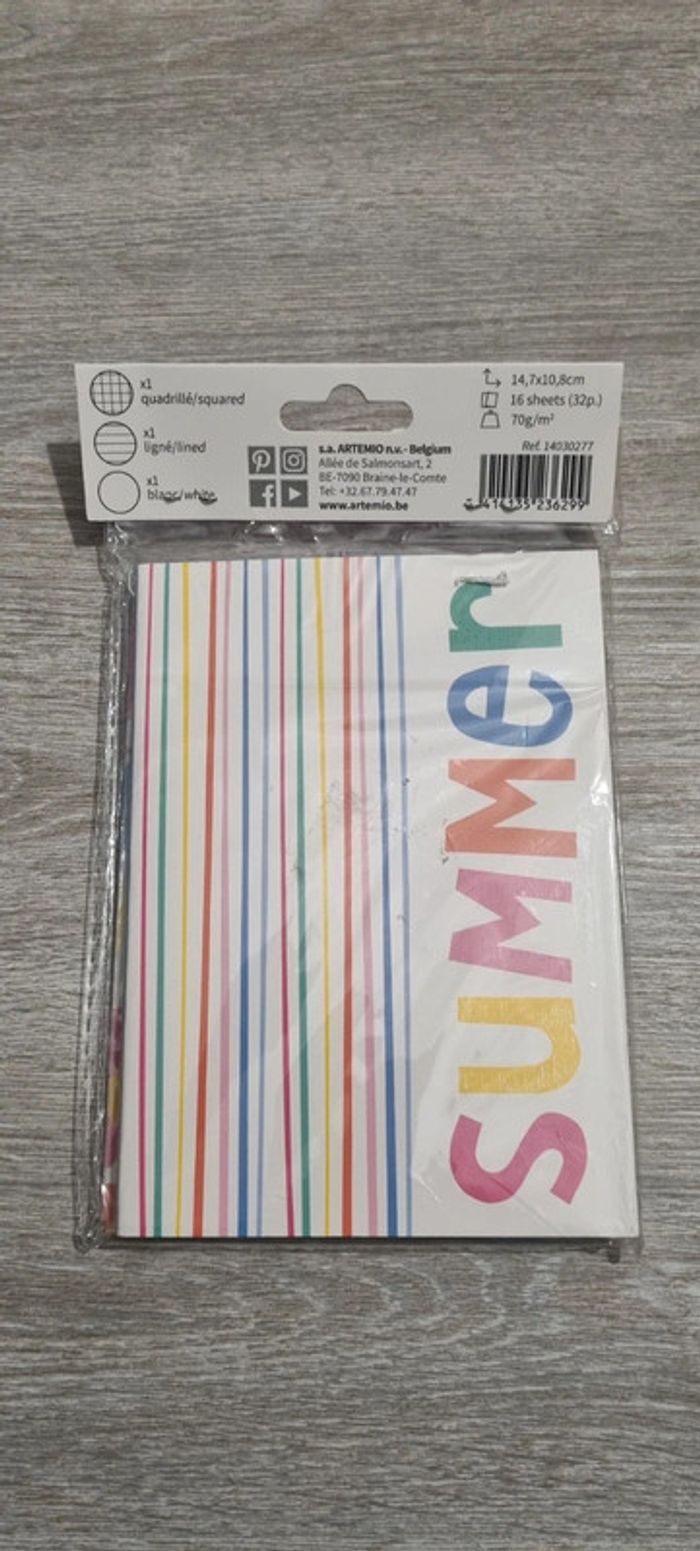 x1
quadrillé/squared
x1
ligné/lined
x1
blanc/white
s.a. ARTEMIO n.v. - Belgium
Allée de Salmonsart, 2
BE-7090 Braine-le-Comte
Tel: +32.67.79.47.47
www.artemio.be
14,7x10,8cm
16 sheets (32p.)
70g/m²
Ref. 14030277
SUMMer